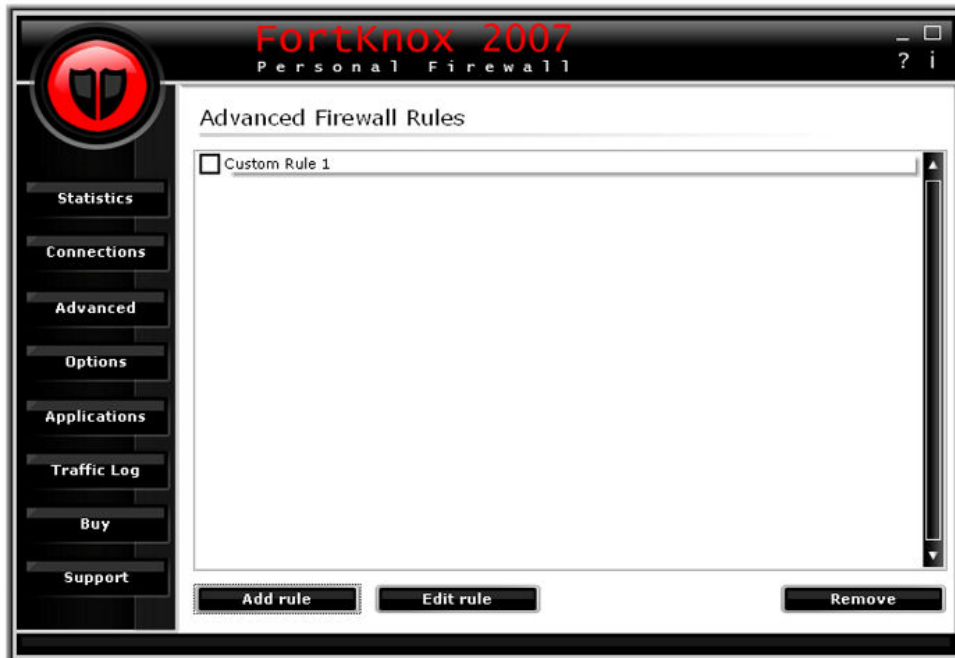 FortKnox 2007
Personal Firewall
_ □
? i
Advanced Firewall Rules
Custom Rule 1
Statistics
Connections
Advanced
Options
Applications
Traffic Log
Buy
Support
Add rule
Edit rule
Remove